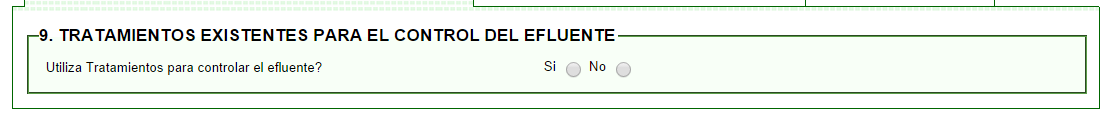 9. TRATAMIENTOS EXISTENTES PARA EL CONTROL DEL EFLUENTE
Utiliza Tratamientos para controlar el efluente? Si No